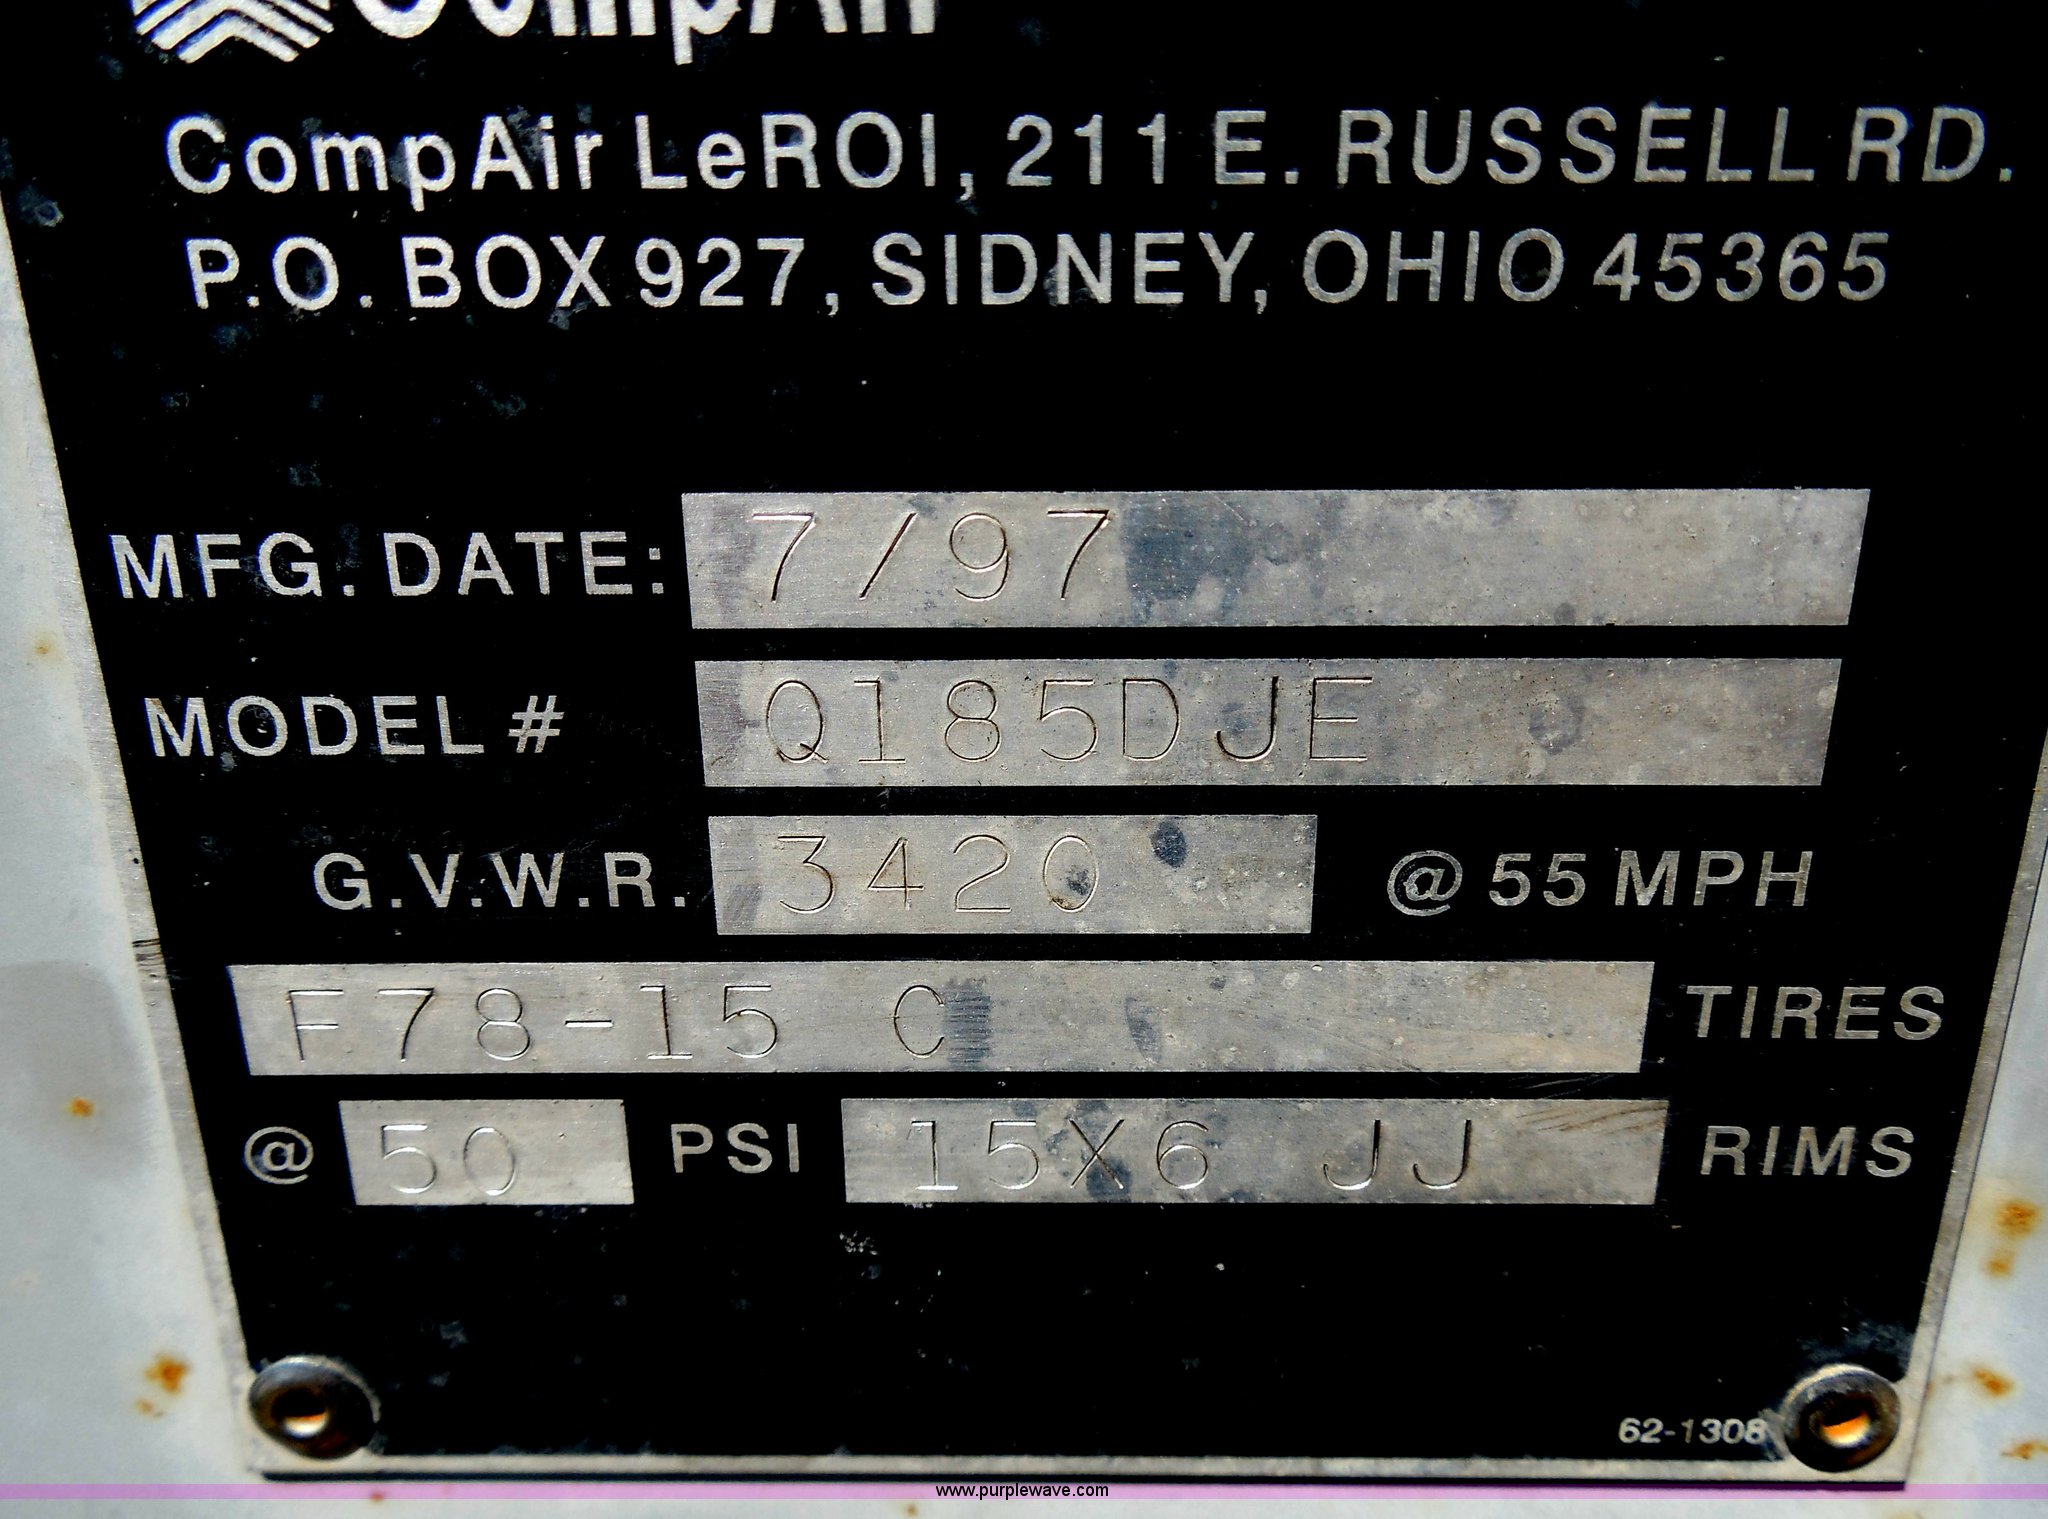 CompAir
CompAir LeROI, 211 E. RUSSELL RD.
P.O. BOX 927, SIDNEY, OHIO 45365
MFG. DATE: 7/97
MODEL # Q185DJE
G.V.W.R. 3420 @ 55 MPH
F78-15 C TIRES
@ 50 PSI 15X6 JJ RIMS
62-1308
www.purplewave.com